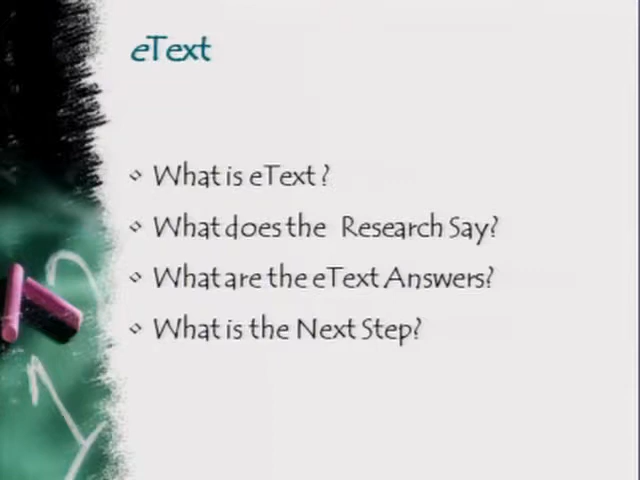 eText
• What is eText ?
• What does the Research Say?
• What are the eText Answers?
• What is the Next Step?